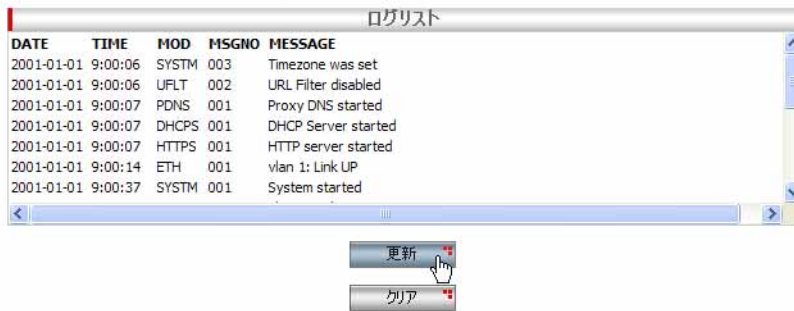 ログリスト
DATE TIME MOD MSGNO MESSAGE
2001-01-01 9:00:06 SYSTM 003 Timezone was set
2001-01-01 9:00:06 UFLT 002 URL Filter disabled
2001-01-01 9:00:07 PDNS 001 Proxy DNS started
2001-01-01 9:00:07 DHCPS 001 DHCP Server started
2001-01-01 9:00:07 HTTPS 001 HTTP server started
2001-01-01 9:00:14 ETH 001 vlan 1: Link UP
2001-01-01 9:00:37 SYSTM 001 System started
更新
クリア